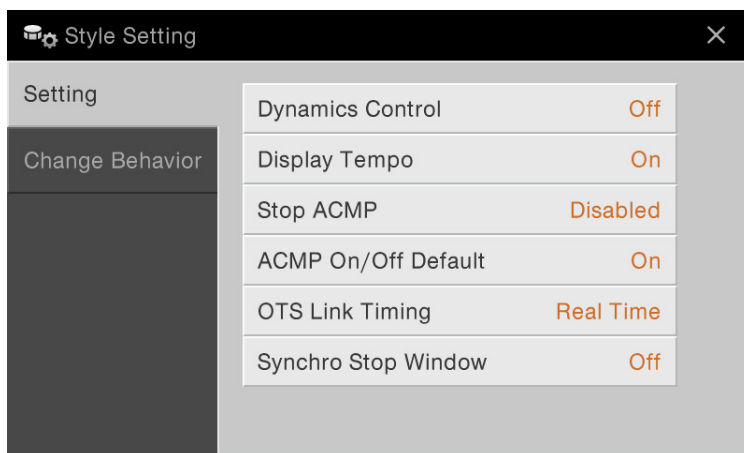 Style Setting
Setting
Change Behavior
Dynamics Control Off
Display Tempo On
Stop ACMP Disabled
ACMP On/Off Default On
OTS Link Timing Real Time
Synchro Stop Window Off